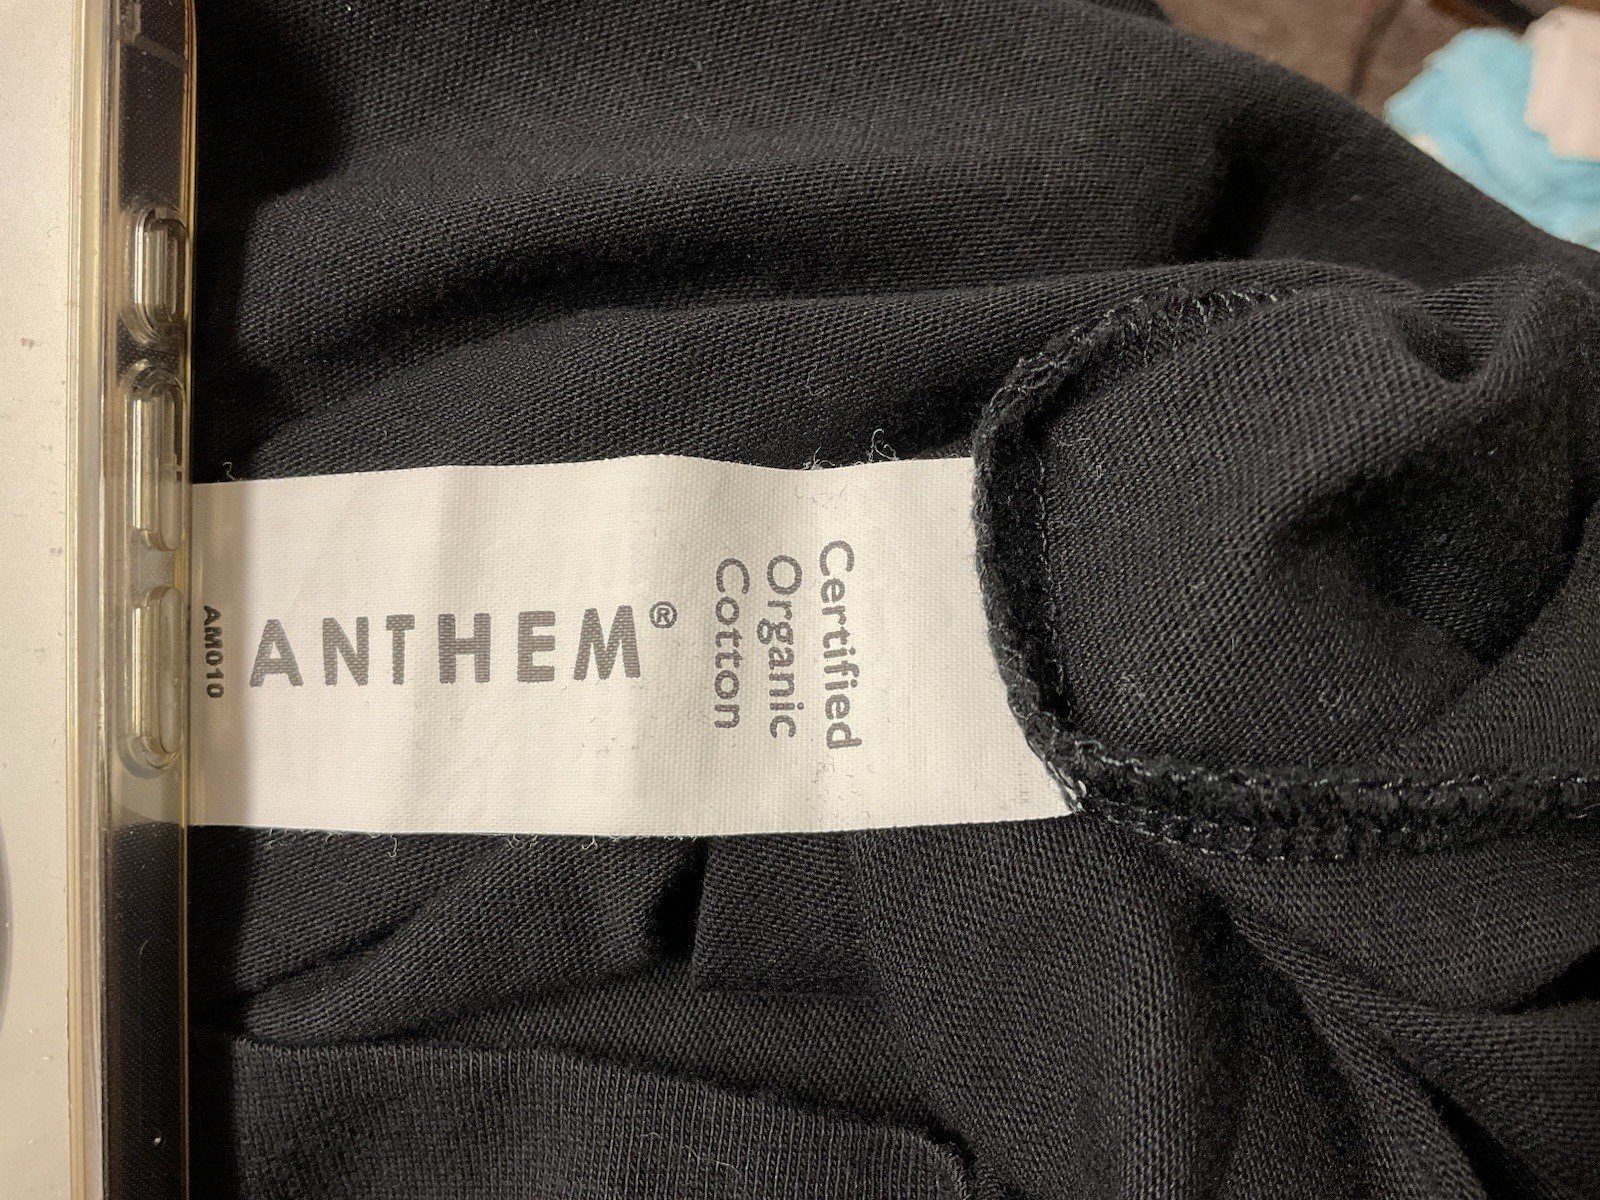 Certified
Organic
Cotton
ANTHEM®
AM010